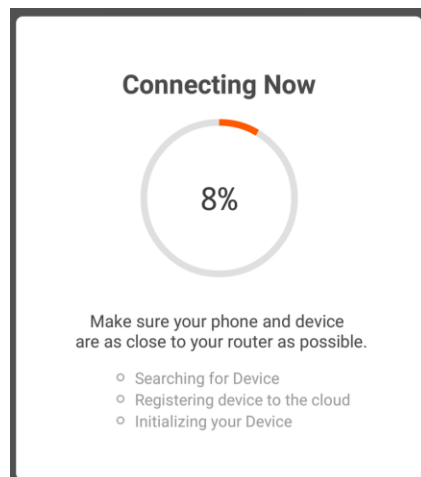 Connecting Now
8%
Make sure your phone and device
are as close to your router as possible.
Searching for Device
Registering device to the cloud
Initializing your Device